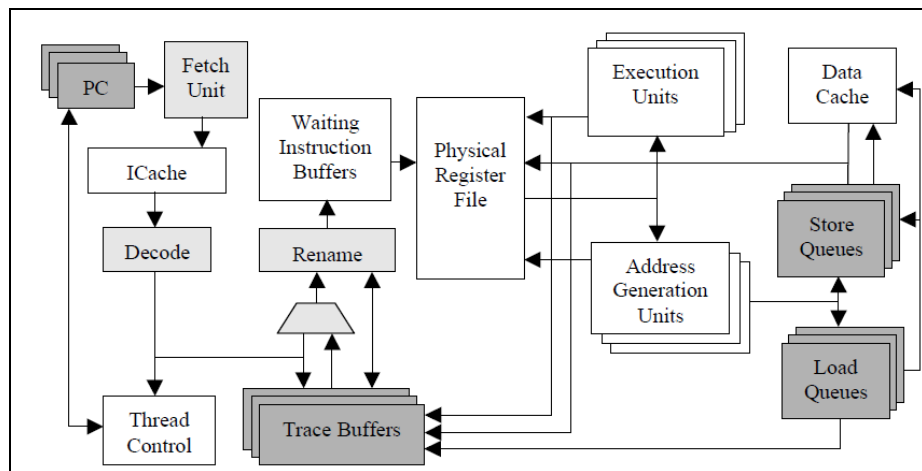 PC
Fetch
Unit
ICache
Decode
Thread
Control
Waiting
Instruction
Buffers
Rename
Trace Buffers
Physical
Register
File
Execution
Units
Address
Generation
Units
Data
Cache
Store
Queues
Load
Queues